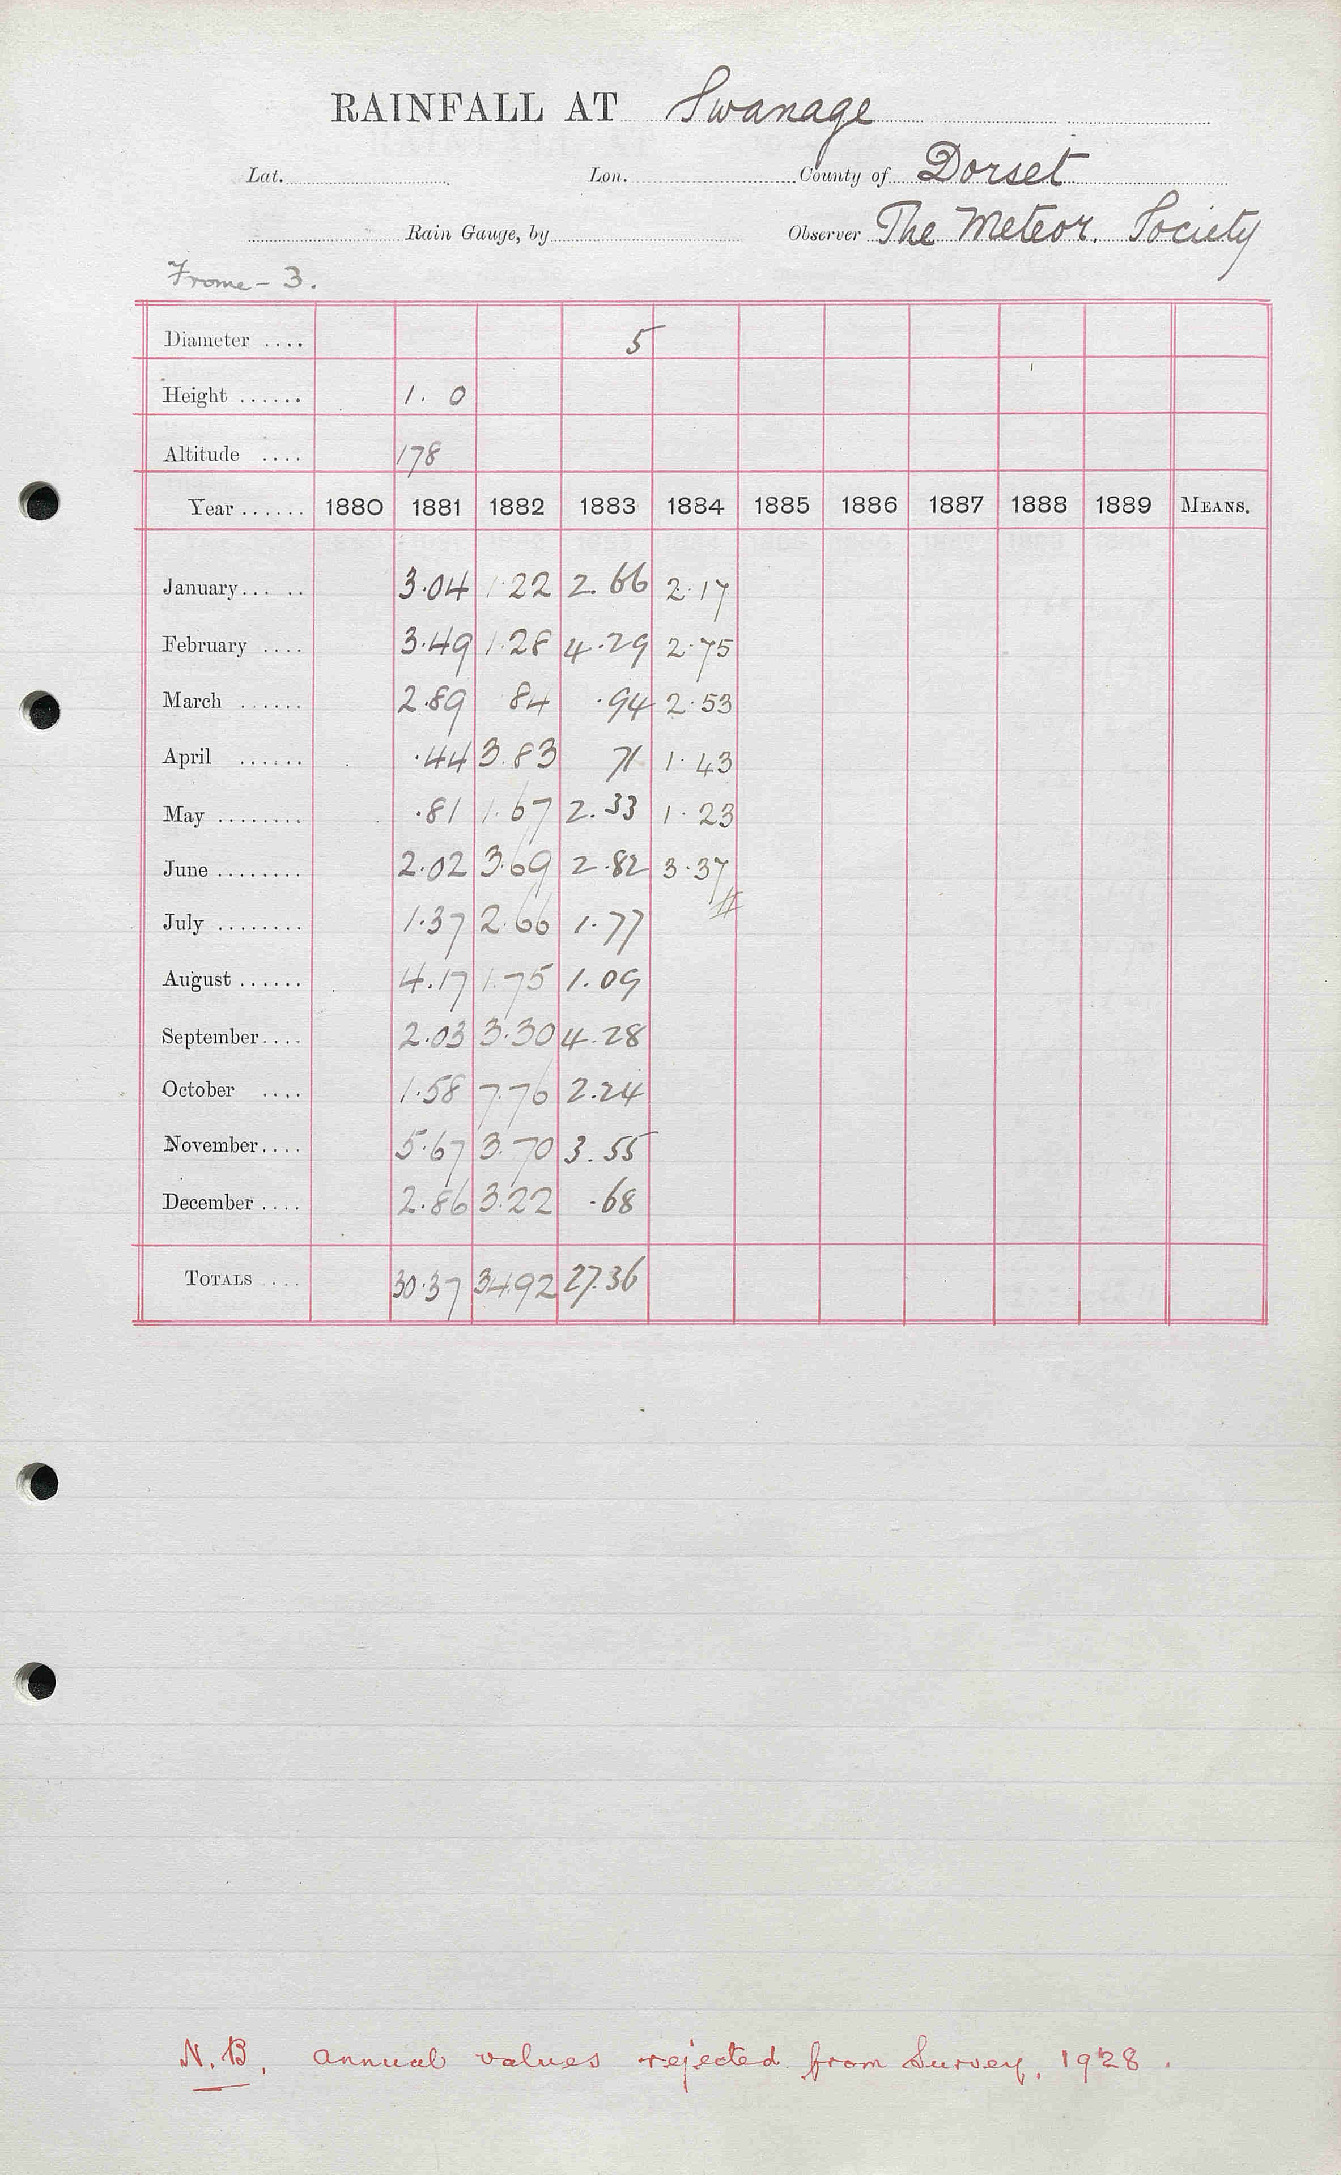 RAINFALL AT Swanage
Lat. Lon. County of Dorset
Rain Gauge, by Observer The Meteor. Society
Frome - 3.
Diameter .... 5
Height ...... 1. 0
Altitude .... 178
Year ...... 1880 1881 1882 1883 1884 1885 1886 1887 1888 1889 MEANS.
January... .. 3.04 1.22 2.66 2.17
February .... 3.49 1.28 4.29 2.75
March ...... 2.89 84 .94 2.53
April ...... .44 3.83 71 1.43
May ........ .81 1.67 2.33 1.23
June ........ 2.02 3.69 2.82 3.37
July ........ 1.37 2.66 1.77
August ...... 4.17 1.75 1.09
September.... 2.03 3.30 4.28
October .... 1.58 7.76 2.24
November.... 5.67 3.70 3.55
December .... 2.86 3.22 .68
TOTALS .... 30.37 34.92 27.36
N.B. annual values rejected from Survey, 1928.